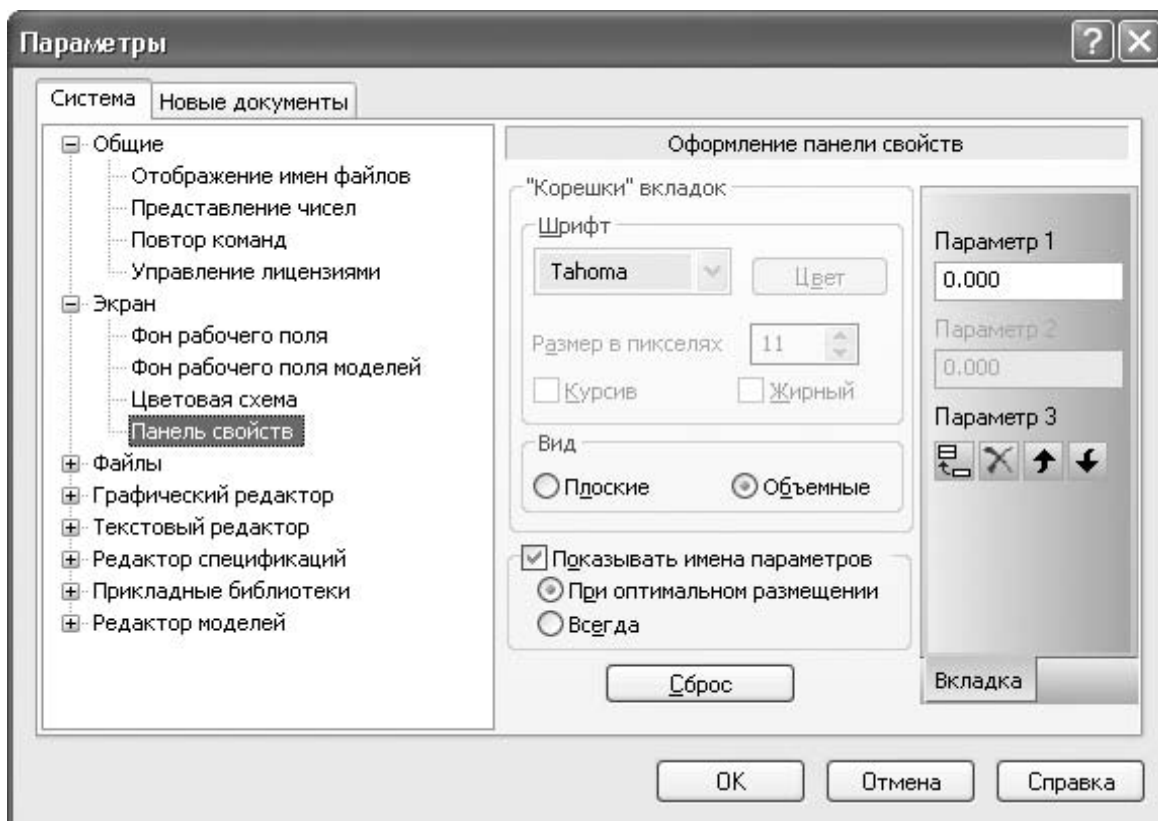 Параметры
Система
Новые документы
Общие
Отображение имен файлов
Представление чисел
Повтор команд
Управление лицензиями
Экран
Фон рабочего поля
Фон рабочего поля моделей
Цветовая схема
Панель свойств
Файлы
Графический редактор
Текстовый редактор
Редактор спецификаций
Прикладные библиотеки
Редактор моделей
Оформление панели свойств
"Корешки" вкладок
Шрифт
Tahoma
Цвет
Размер в пикселях
11
Курсив
Жирный
Вид
Плоские
Объемные
Показывать имена параметров
При оптимальном размещении
Всегда
Сброс
Параметр 1
0.000
Параметр 2
0.000
Параметр 3
Вкладка
OK
Отмена
Справка